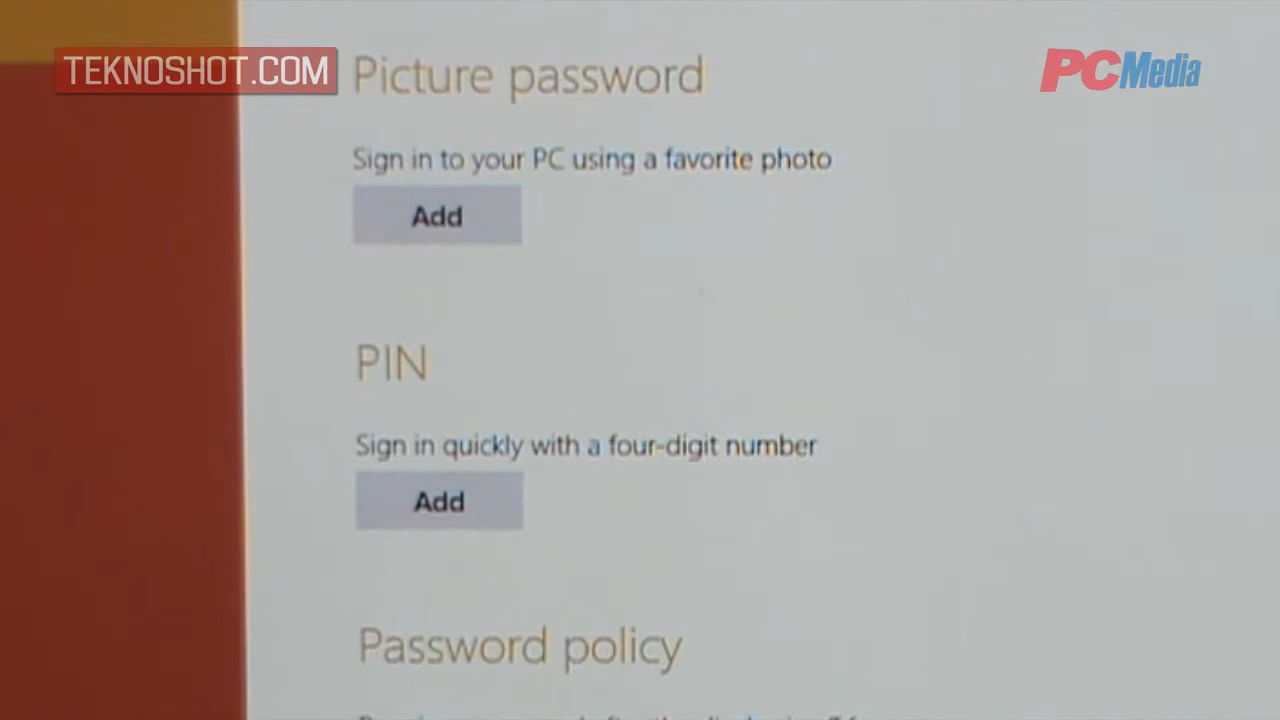 TEKNOSHOT.COM
PCMedia
Picture password
Sign in to your PC using a favorite photo
Add
PIN
Sign in quickly with a four-digit number
Add
Password policy